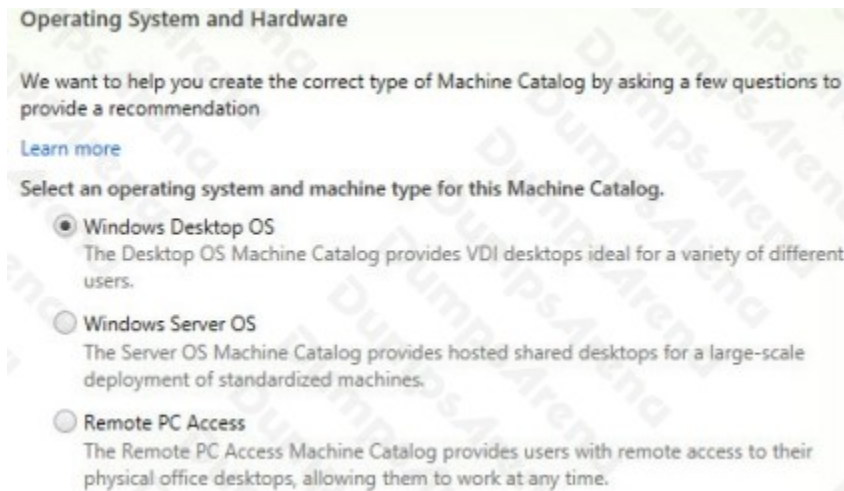 Operating System and Hardware
We want to help you create the correct type of Machine Catalog by asking a few questions to
provide a recommendation
Learn more
Select an operating system and machine type for this Machine Catalog.
Windows Desktop OS
The Desktop OS Machine Catalog provides VDI desktops ideal for a variety of different
users.
Windows Server OS
The Server OS Machine Catalog provides hosted shared desktops for a large-scale
deployment of standardized machines.
Remote PC Access
The Remote PC Access Machine Catalog provides users with remote access to their
physical office desktops, allowing them to work at any time.
DumpsArena